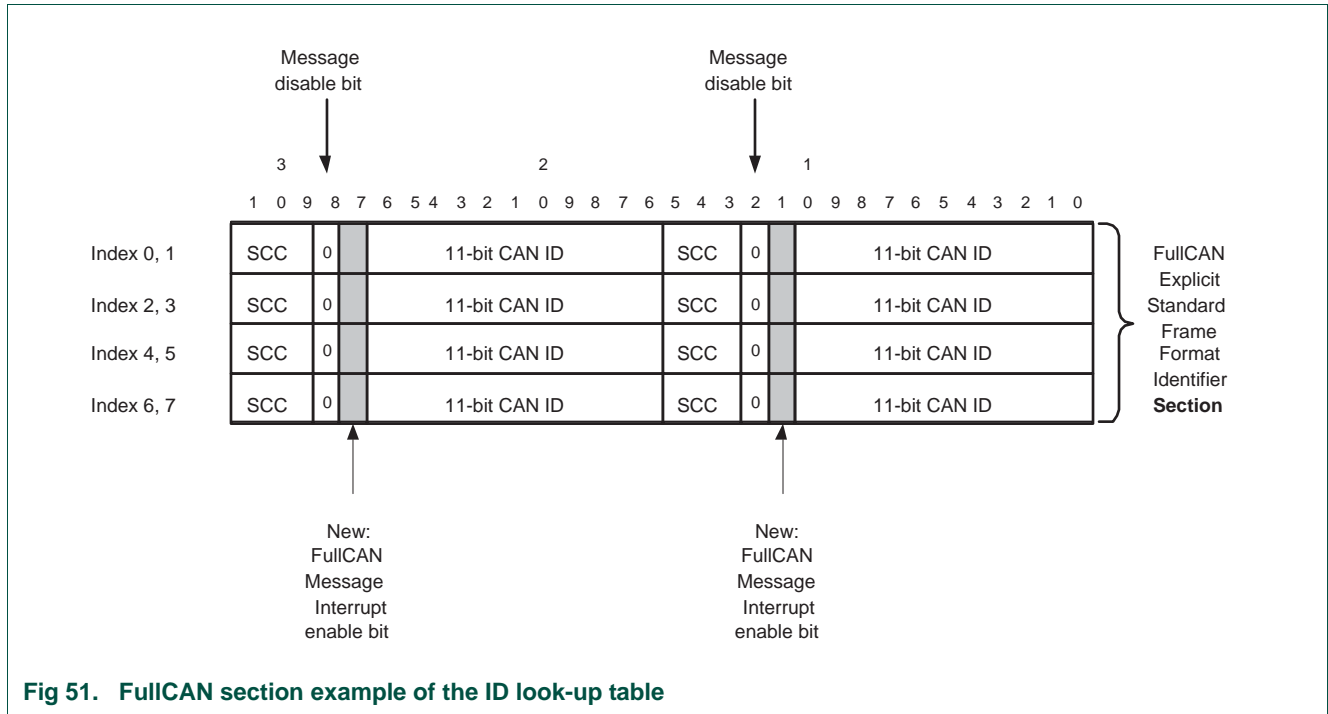 Message
disable bit
Message
disable bit
3 2 1
1 0 9 8 7 6 5 4 3 2 1 0 9 8 7 6 5 4 3 2 1 0 9 8 7 6 5 4 3 2 1 0
Index 0, 1 SCC 0 11-bit CAN ID SCC 0 11-bit CAN ID
Index 2, 3 SCC 0 11-bit CAN ID SCC 0 11-bit CAN ID
Index 4, 5 SCC 0 11-bit CAN ID SCC 0 11-bit CAN ID
Index 6, 7 SCC 0 11-bit CAN ID SCC 0 11-bit CAN ID
FullCAN
Explicit
Standard
Frame
Format
Identifier
Section
New:
FullCAN
Message
Interrupt
enable bit
New:
FullCAN
Message
Interrupt
enable bit
Fig 51. FullCAN section example of the ID look-up table